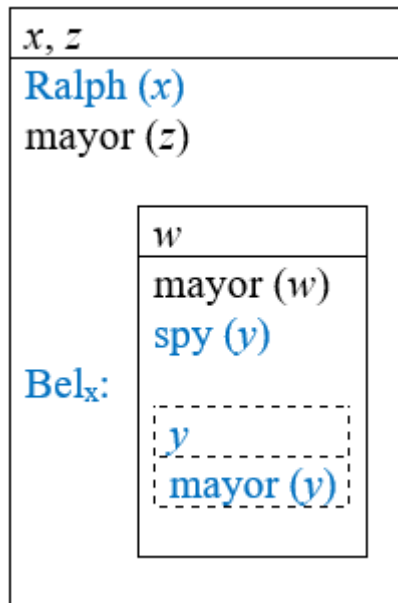 x, z
Ralph (x)
mayor (z)
w
mayor (w)
spy (y)
Belₓ:
y
mayor (y)